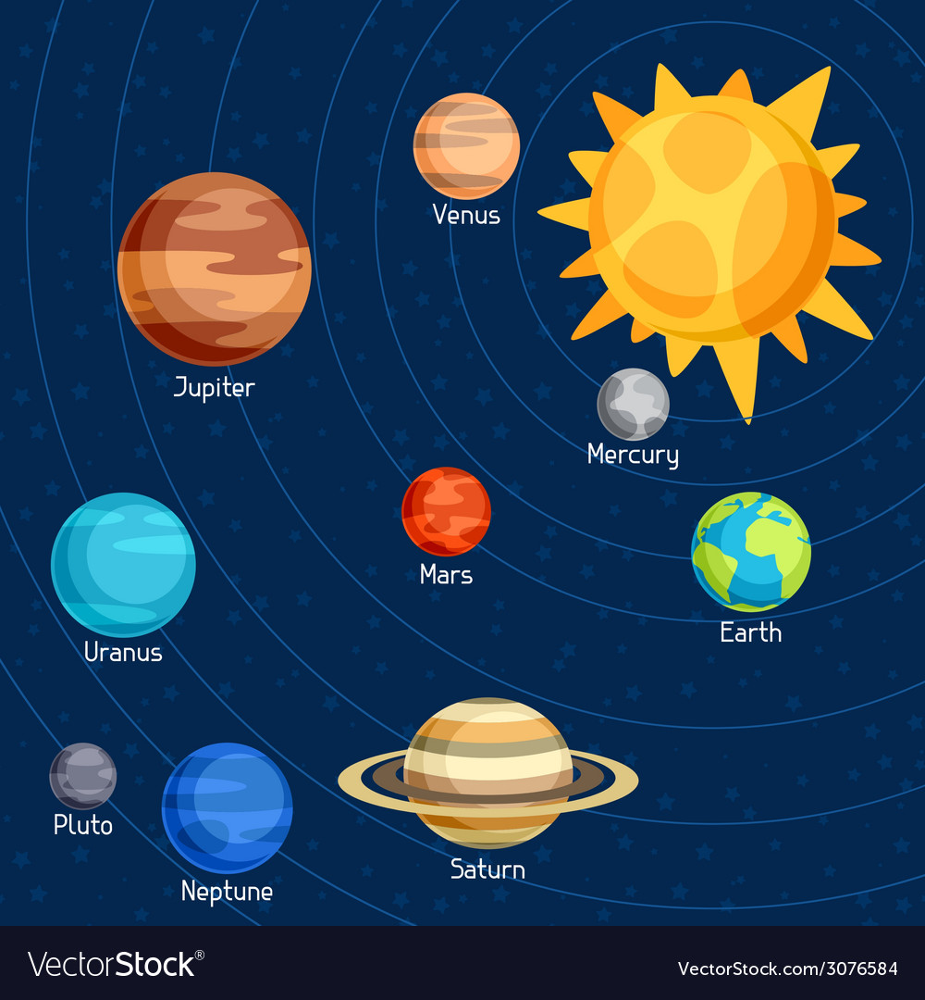 Venus
Jupiter
Mercury
Mars
Uranus
Earth
Pluto
Saturn
Neptune
VectorStock®
VectorStock.com/3076584